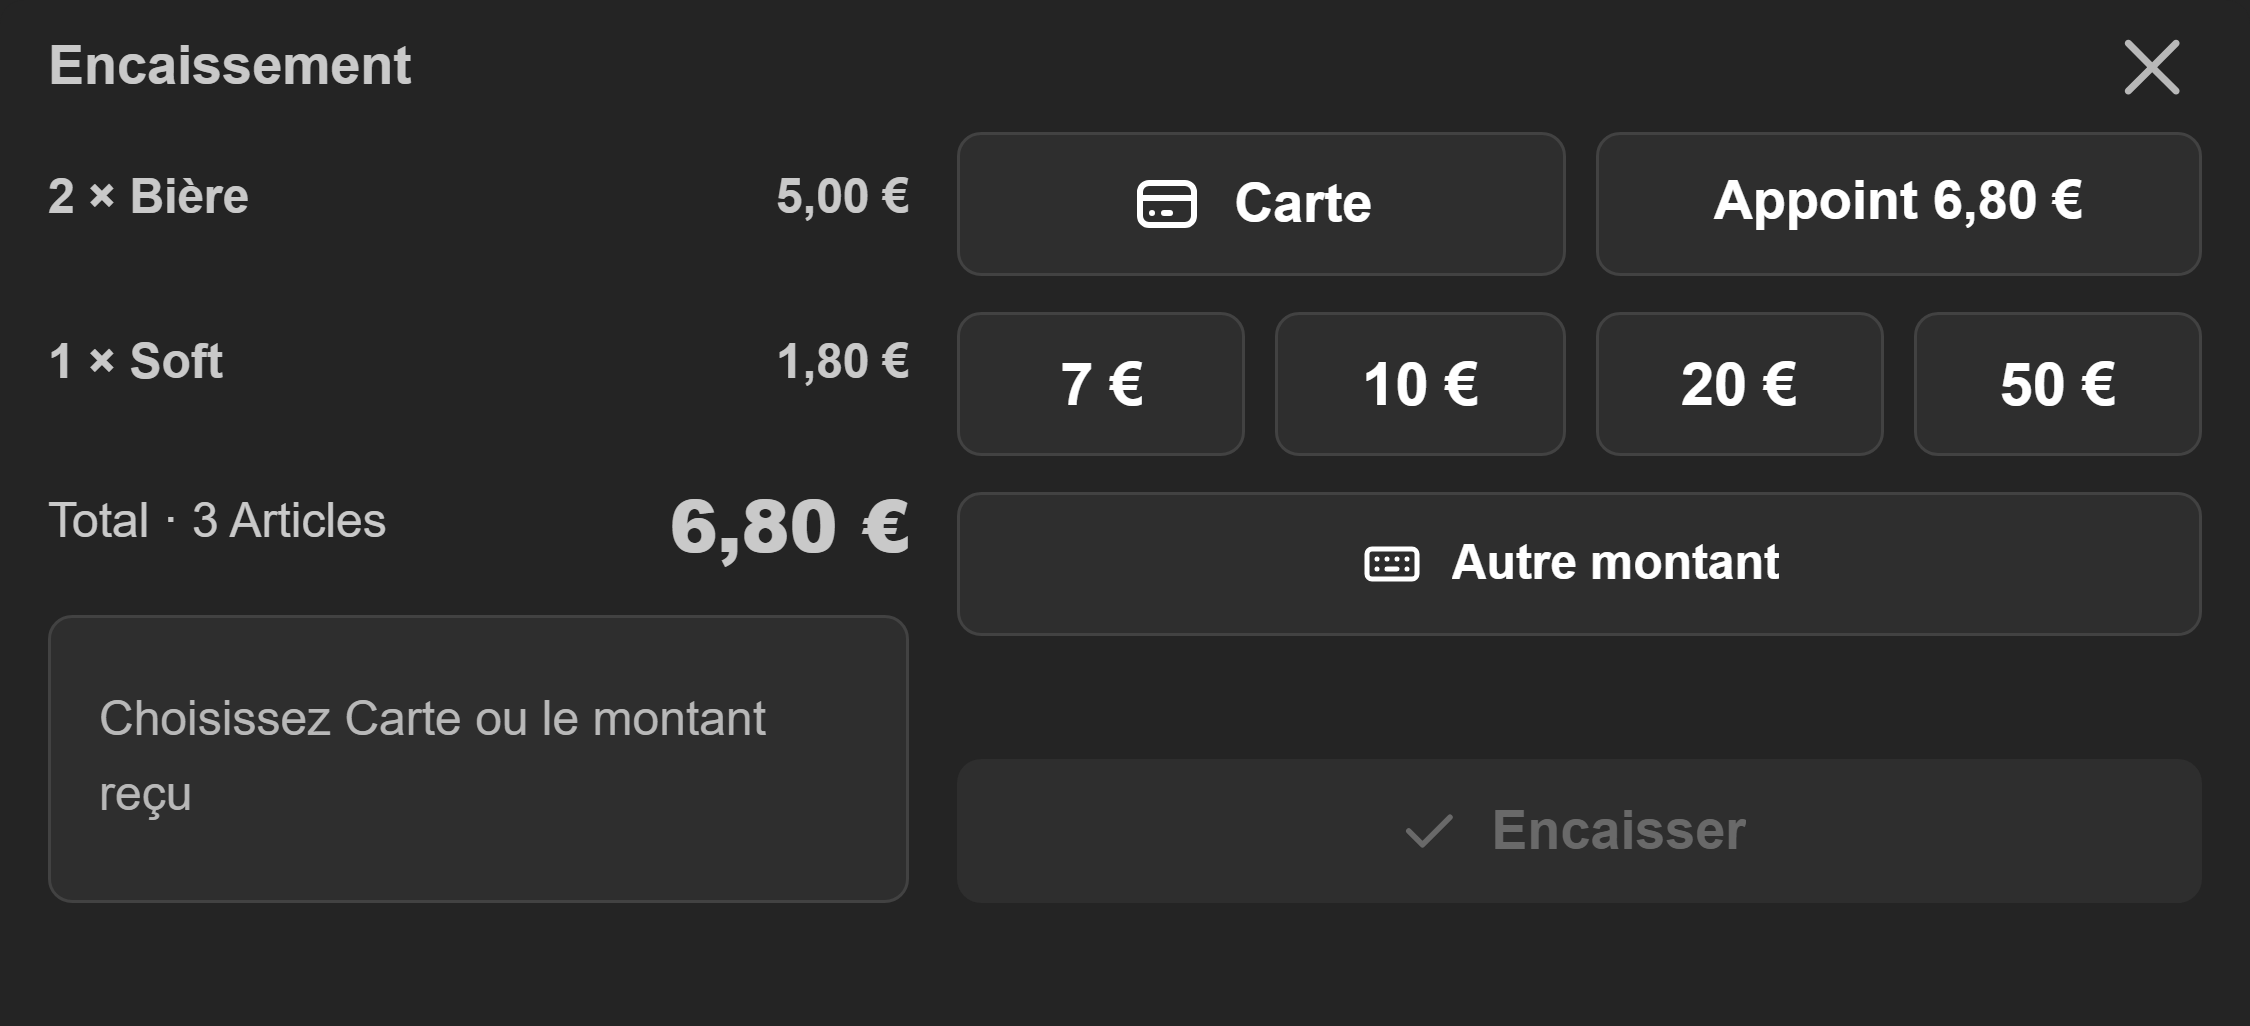 Encaissement
2 × Bière 5,00 €
1 × Soft 1,80 €
Total · 3 Articles 6,80 €
Choisissez Carte ou le montant
reçu
Carte
Appoint 6,80 €
7 €
10 €
20 €
50 €
Autre montant
Encaisser